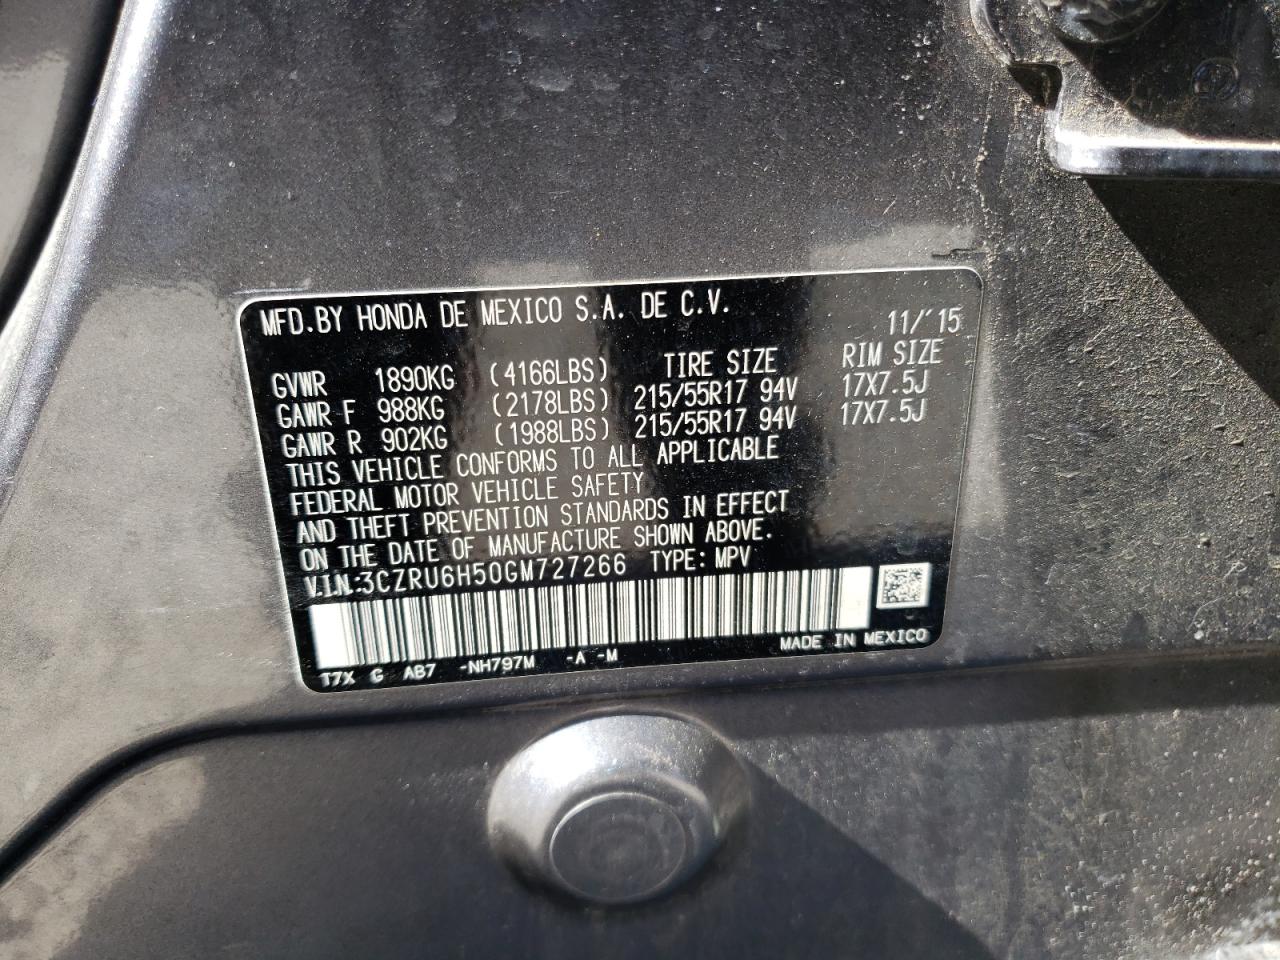 MFD.BY HONDA DE MEXICO S.A. DE C.V.
11/'15
GVWR 1890KG (4166LBS) TIRE SIZE RIM SIZE
GAWR F 988KG (2178LBS) 215/55R17 94V 17X7.5J
GAWR R 902KG (1988LBS) 215/55R17 94V 17X7.5J
THIS VEHICLE CONFORMS TO ALL APPLICABLE
FEDERAL MOTOR VEHICLE SAFETY
AND THEFT PREVENTION STANDARDS IN EFFECT
ON THE DATE OF MANUFACTURE SHOWN ABOVE.
V.I.N:3CZRU6H50GM727266 TYPE: MPV
MADE IN MEXICO
T7X G AB7 -NH797M -A -M